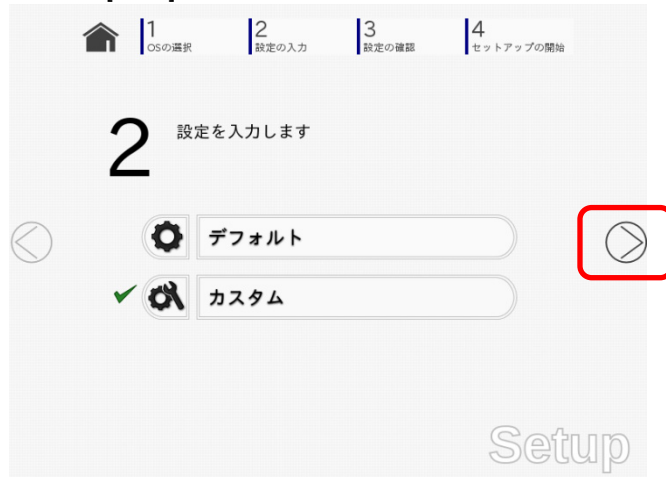 1
OSの選択
2
設定の入力
3
設定の確認
4
セットアップの開始
2
設定を入力します
デフォルト
カスタム
Setup